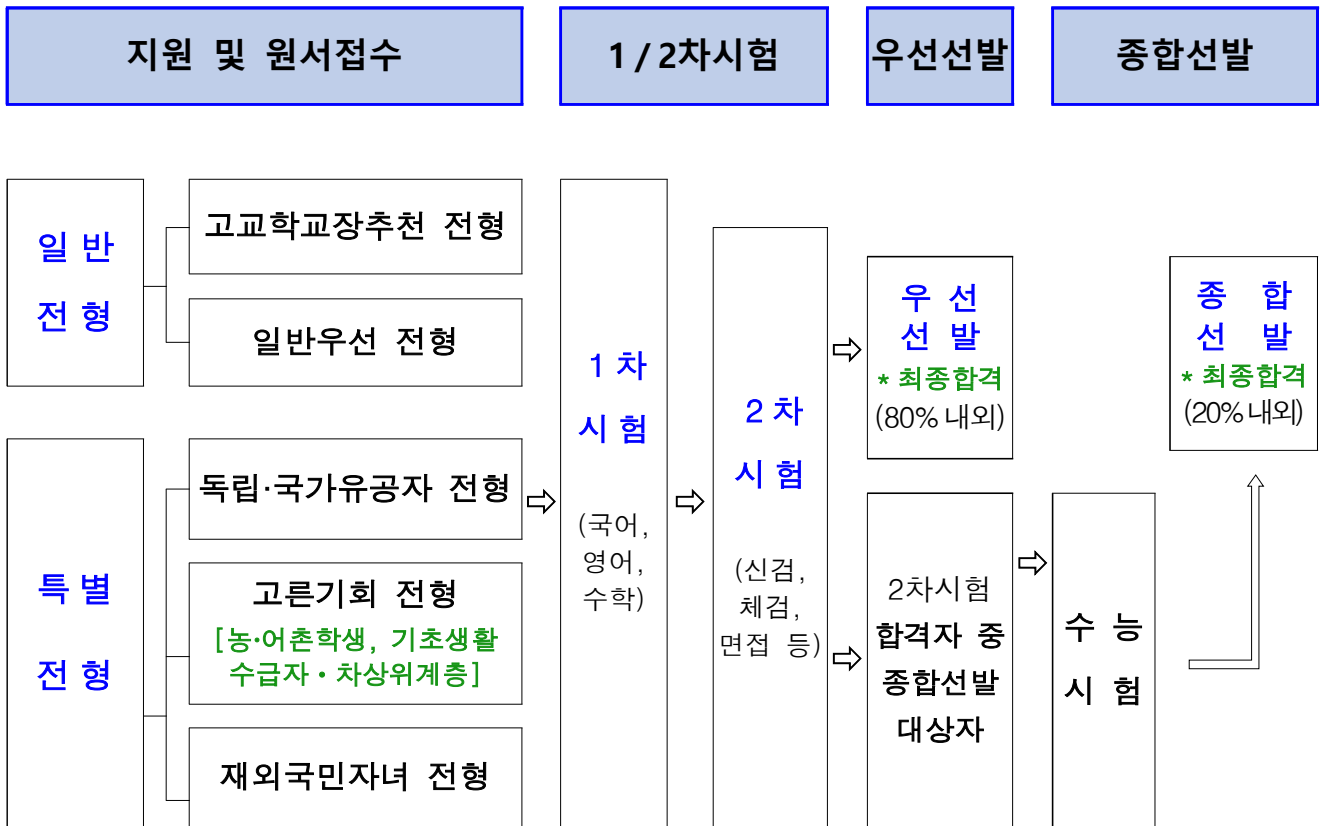 지원 및 원서접수
1 / 2차시험
우선선발
종합선발
일 반
전 형
고교학교장추천 전형
일반우선 전형
특 별
전 형
독립·국가유공자 전형
고른기회 전형
[농·어촌학생, 기초생활
수급자・차상위계층]
재외국민자녀 전형
1 차
시 험
(국어,
영어,
수학)
2 차
시 험
(신검,
체검,
면접 등)
우 선
선 발
* 최종합격
(80% 내외)
2차시험
합격자 중
종합선발
대상자
수 능
시 험
종 합
선 발
* 최종합격
(20% 내외)